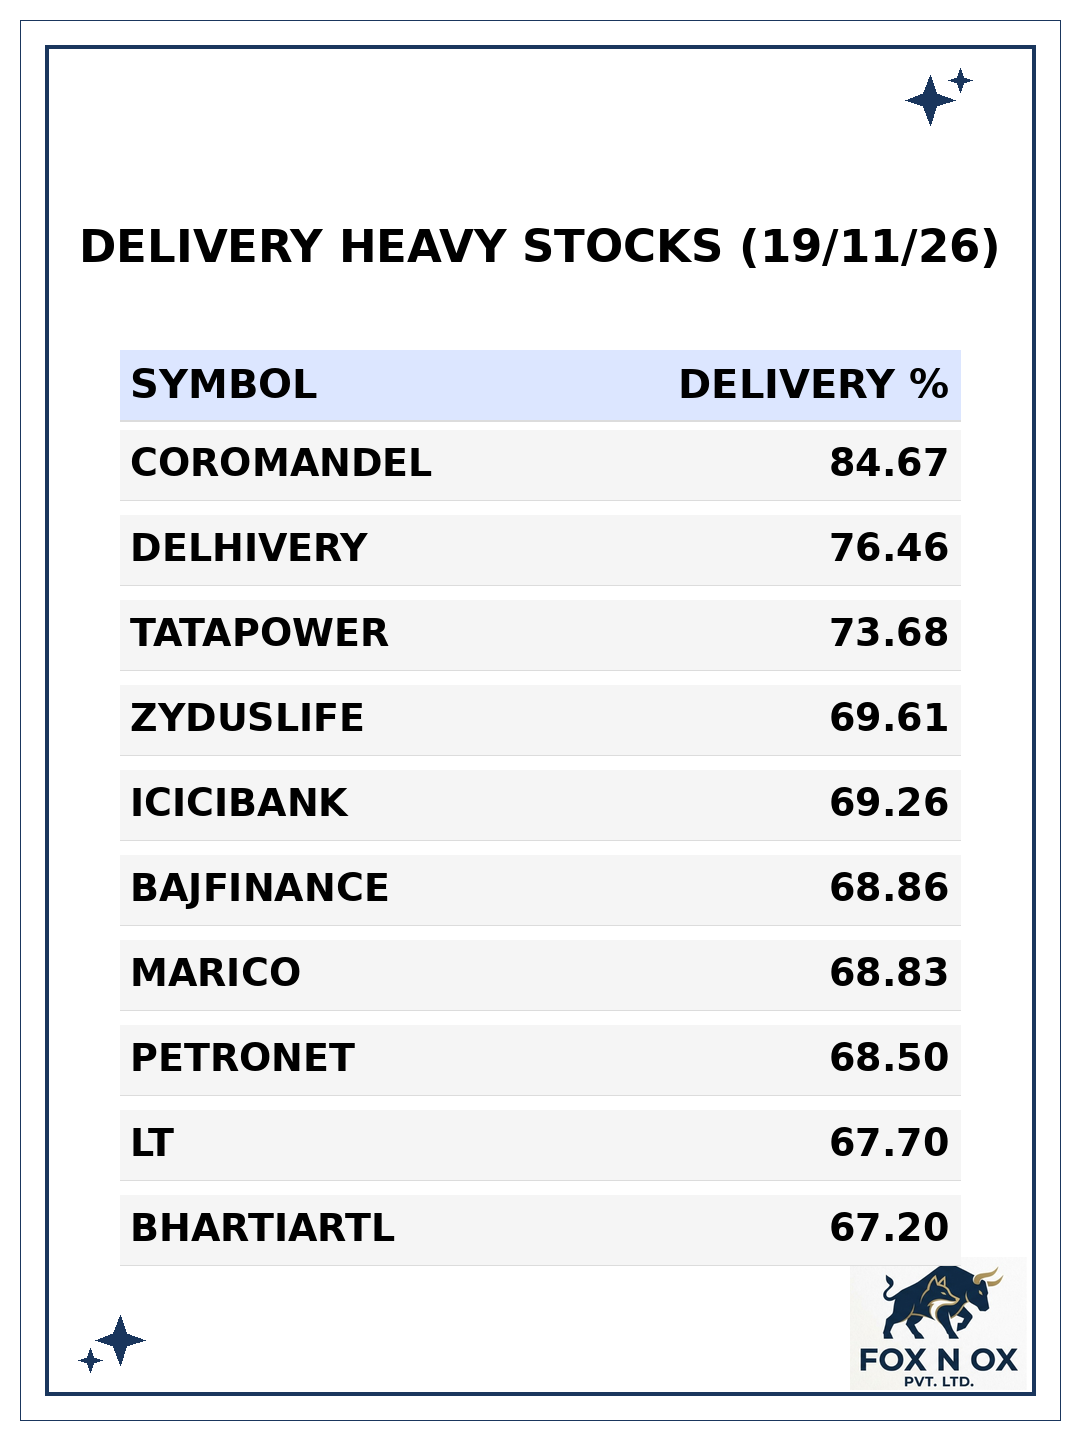 DELIVERY HEAVY STOCKS (19/11/26)
SYMBOL DELIVERY %
COROMANDEL 84.67
DELHIVERY 76.46
TATAPOWER 73.68
ZYDUSLIFE 69.61
ICICIBANK 69.26
BAJFINANCE 68.86
MARICO 68.83
PETRONET 68.50
LT 67.70
BHARTIARTL 67.20
FOX N OX
PVT. LTD.